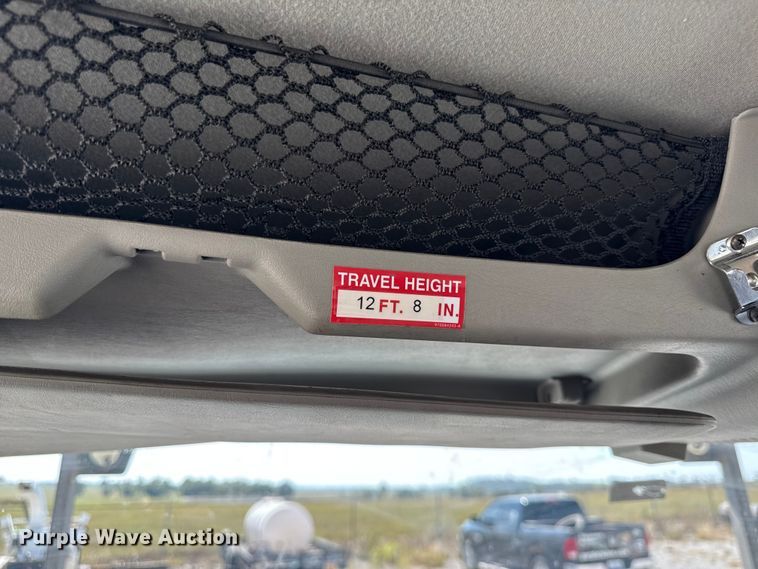 TRAVEL HEIGHT
12 FT. 8 IN.
Purple Wave Auction